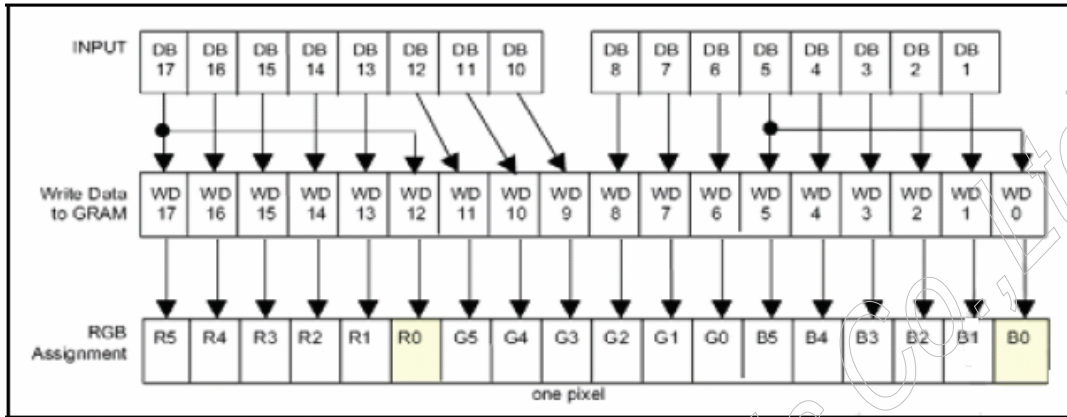 INPUT DB 17 DB 16 DB 15 DB 14 DB 13 DB 12 DB 11 DB 10 DB 8 DB 7 DB 6 DB 5 DB 4 DB 3 DB 2 DB 1
Write Data to GRAM WD 17 WD 16 WD 15 WD 14 WD 13 WD 12 WD 11 WD 10 WD 9 WD 8 WD 7 WD 6 WD 5 WD 4 WD 3 WD 2 WD 1 WD 0
RGB Assignment R5 R4 R3 R2 R1 R0 G5 G4 G3 G2 G1 G0 B5 B4 B3 B2 B1 B0
one pixel
Co.,Ltd